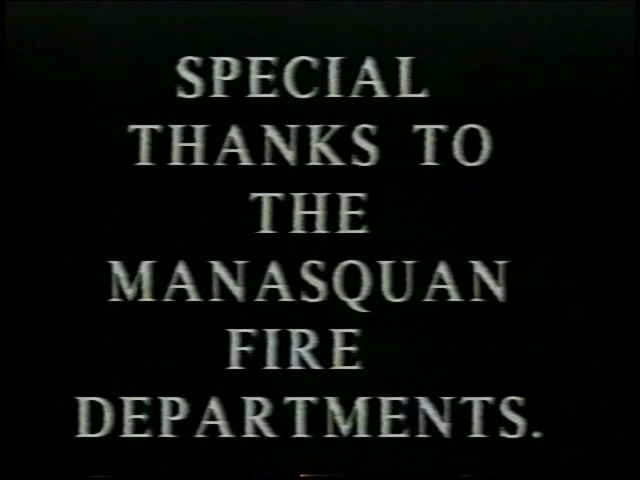 SPECIAL
THANKS TO
THE
MANASQUAN
FIRE
DEPARTMENTS.